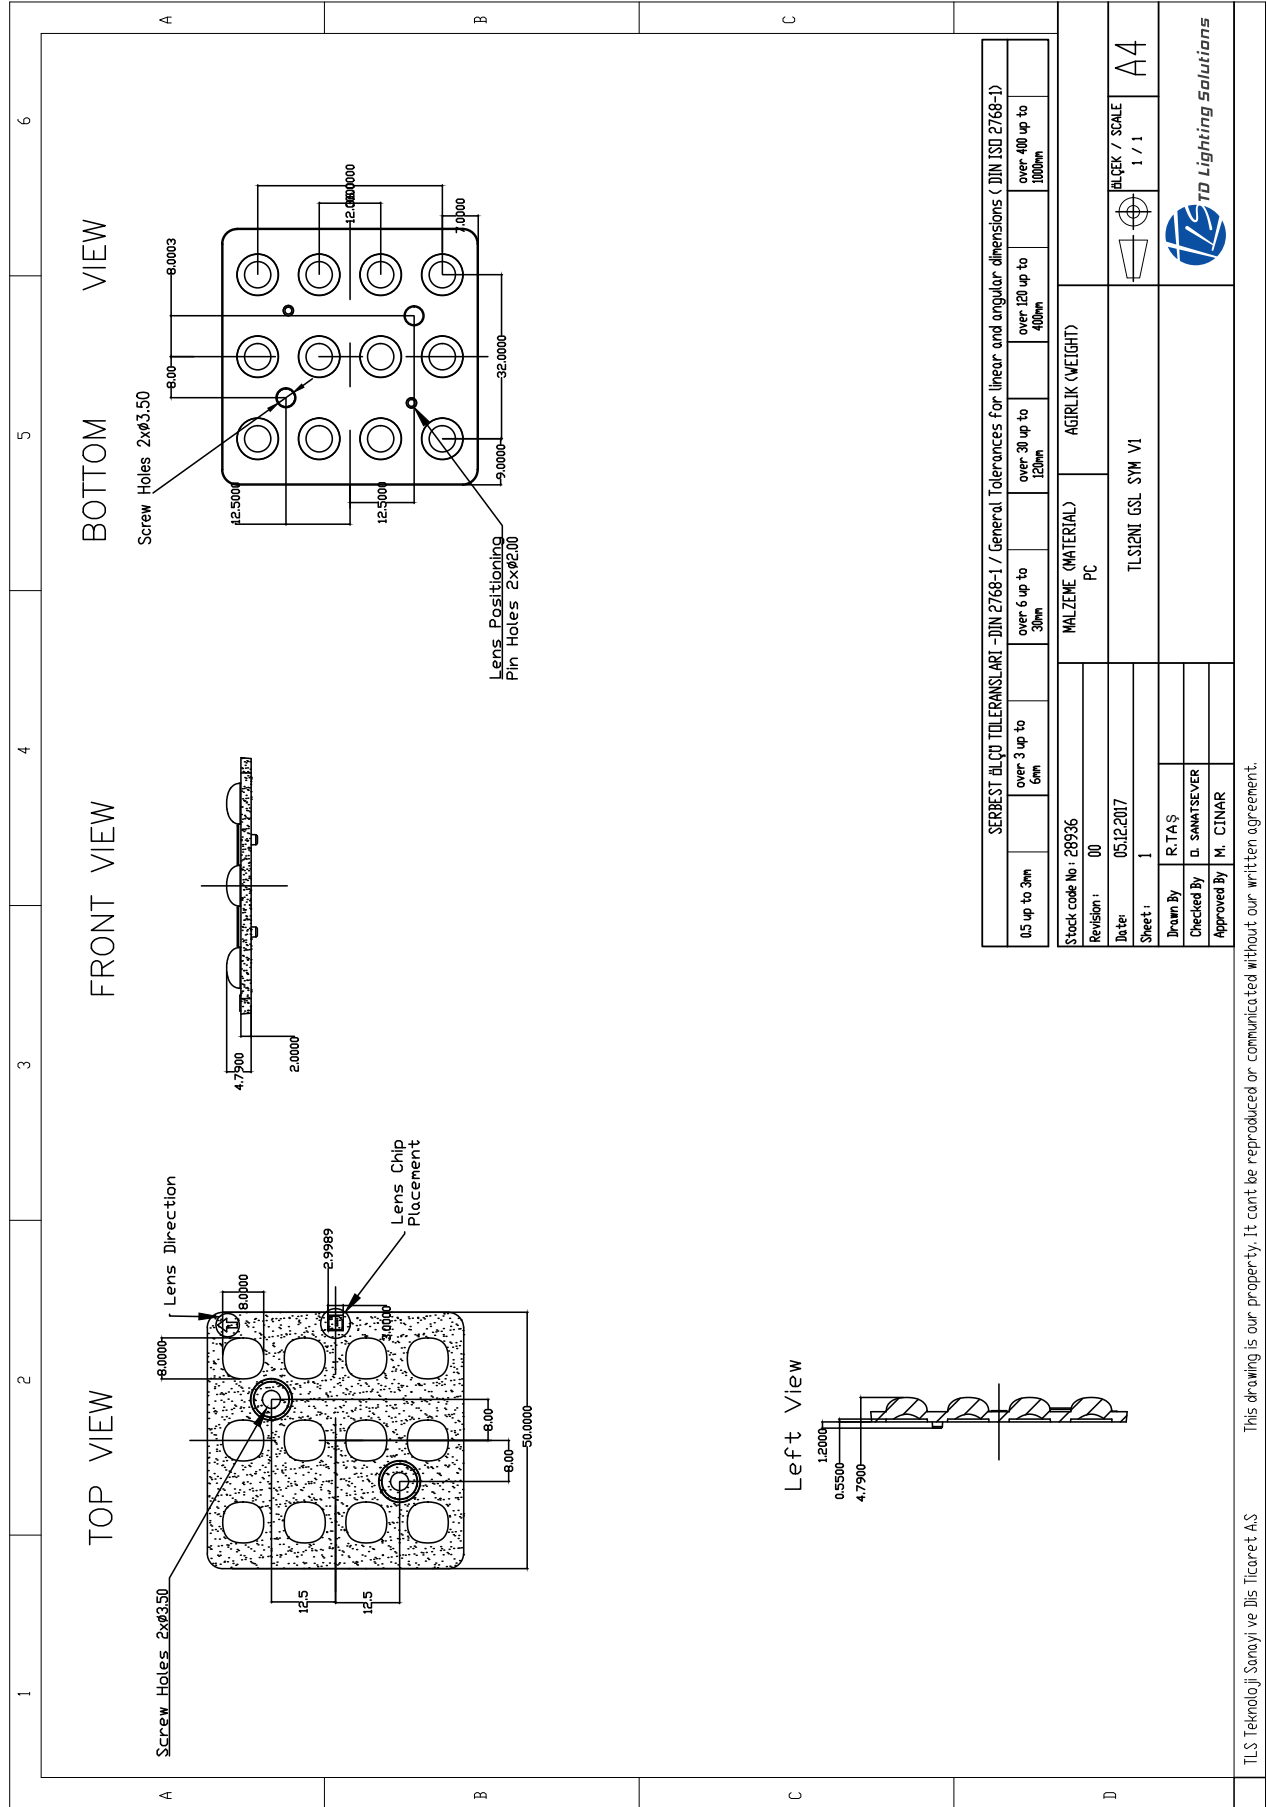 1
2
3
4
5
6
A
B
C
A
B
C
D
TOP VIEW
FRONT VIEW
BOTTOM VIEW
Screw Holes 2xØ3.50
Lens Direction
8.0000
8.0000
2.9989
3.0000
Lens Chip
Placement
12.5
12.5
8.00
8.00
50.0000
4.7900
2.0000
Screw Holes 2xØ3.50
8.00
8.0003
12.5000
12.5000
7.0000
32.0000
9.0000
Lens Positioning
Pin Holes 2xØ2.00
Left View
1.2000
0.5500
4.7900
SERBEST ÖLÇÜ TOLERANSLARI -DIN 2768-1 / General Tolerances for linear and angular dimensions ( DIN ISO 2768-1)
0.5 up to 3mm
over 3 up to
6mm
over 6 up to
30mm
over 30 up to
120mm
over 120 up to
400mm
over 400 up to
1000mm
Stock code No: 28936
Revision: 00
Date: 05.12.2017
Sheet: 1
Drawn By R.TAŞ
Checked By O. SANATSEVER
Approved By M. CINAR
MALZEME (MATERIAL)
PC
AGIRLIK (WEIGHT)
TLS12NI GSL SYM V1
ÖLÇEK / SCALE
1 / 1
A4
TLS
TD Lighting Solutions
TLS Teknoloji Sanayi ve Dis Ticaret A.S
This drawing is our property. It cant be reproduced or communicated without our written agreement.